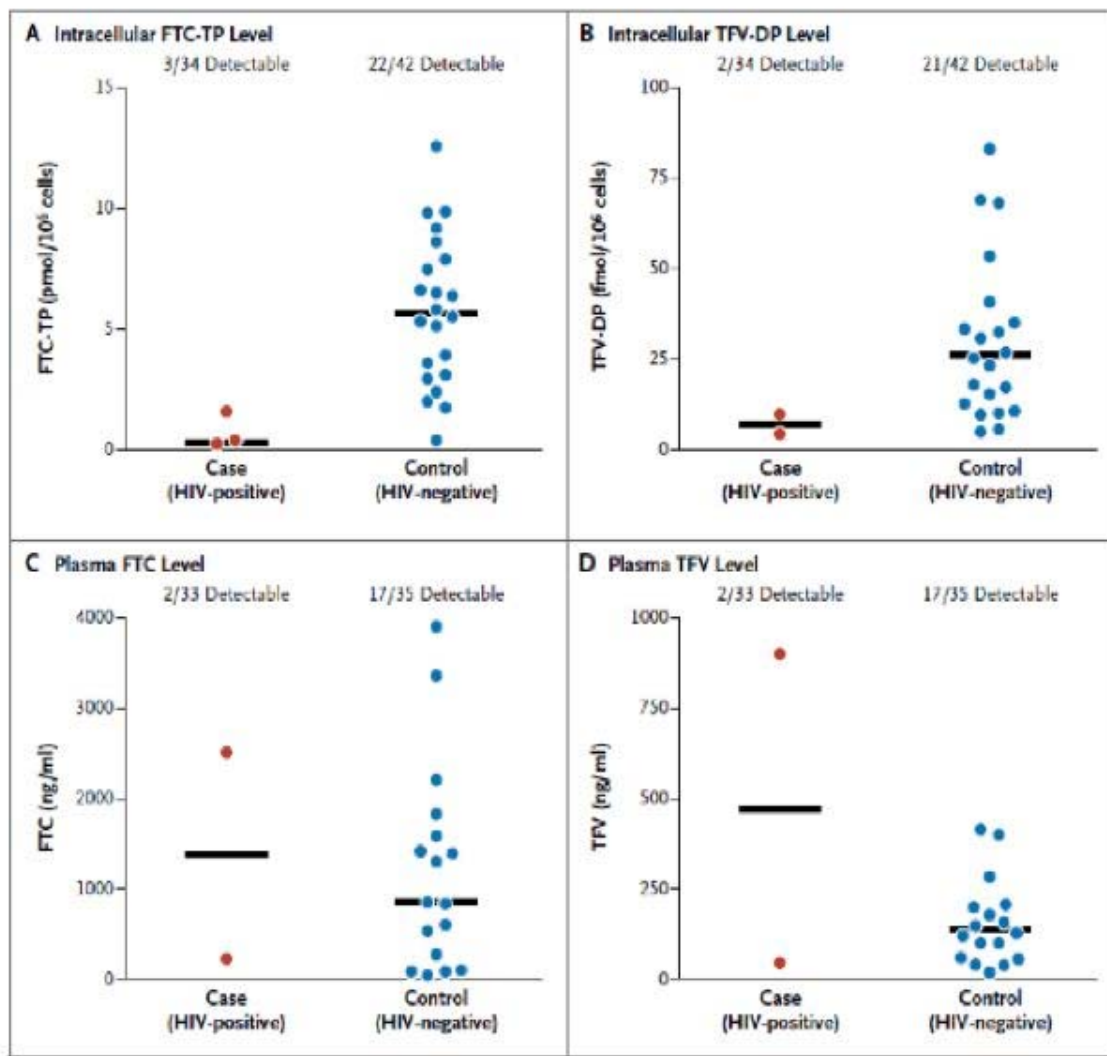 A Intracellular FTC-TP Level
3/34 Detectable 22/42 Detectable
15
10
5
0
FTC-TP (pmol/10⁶ cells)
Case (HIV-positive)
Control (HIV-negative)
B Intracellular TFV-DP Level
2/34 Detectable 21/42 Detectable
100
75
50
25
0
TFV-DP (fmol/10⁶ cells)
Case (HIV-positive)
Control (HIV-negative)
C Plasma FTC Level
2/33 Detectable 17/35 Detectable
4000
3000
2000
1000
0
FTC (ng/ml)
Case (HIV-positive)
Control (HIV-negative)
D Plasma TFV Level
2/33 Detectable 17/35 Detectable
1000
750
500
250
0
TFV (ng/ml)
Case (HIV-positive)
Control (HIV-negative)